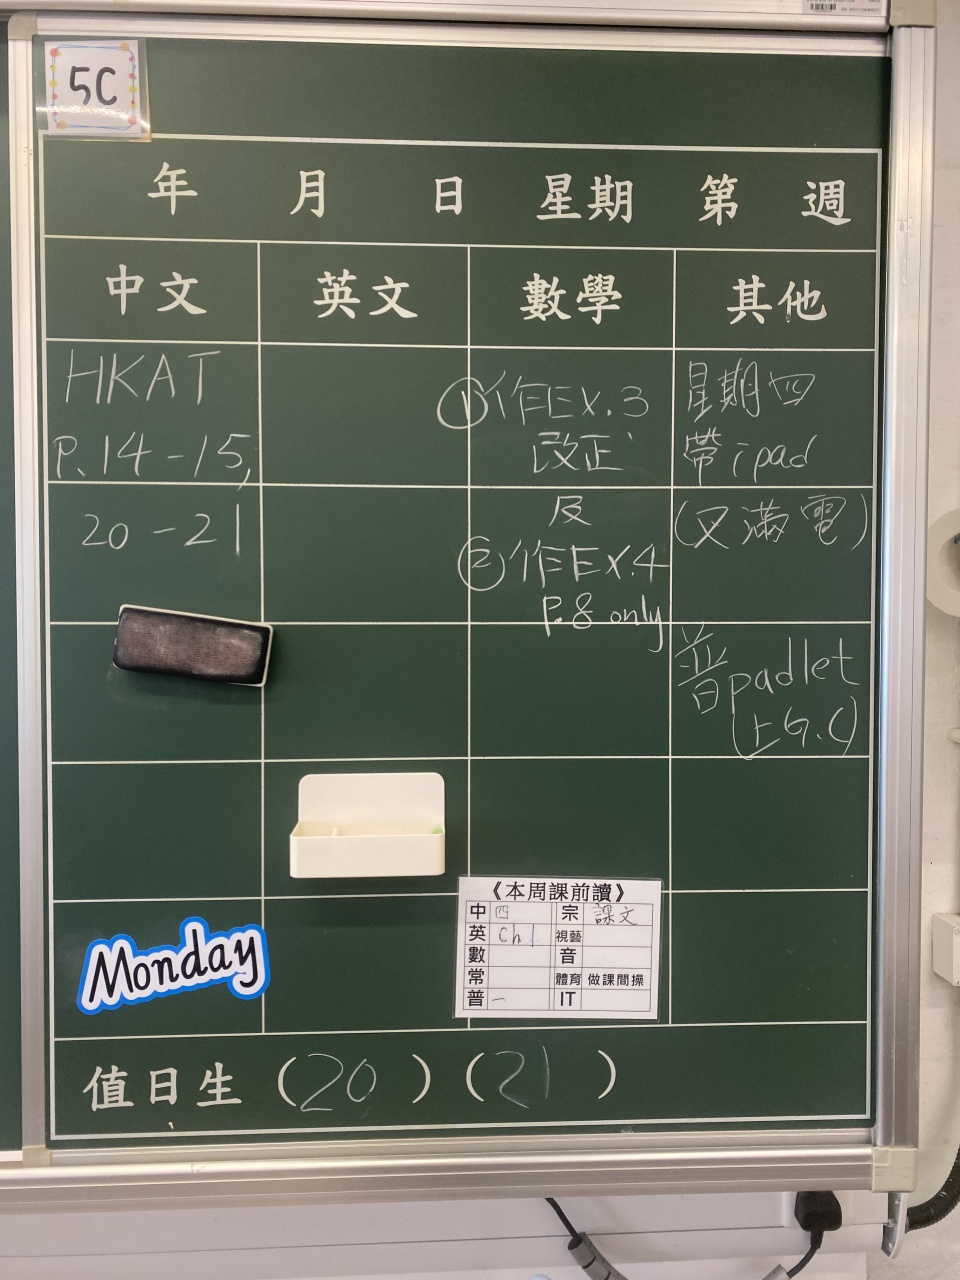 5C
年 月 日 星期 第 週
中文 英文 數學 其他
HKAT
P.14-15,
20-21
①作EX.3
改正
及
②作EX.4
P.8 only
星期四
帶ipad
(又滿電)
普padlet
(上G.C)
《本周課前讀》
中 四 宗 課文
英 Ch1 視藝
數 音
常 體育 做課間操
普 一 IT
Monday
值日生 (20) (21)